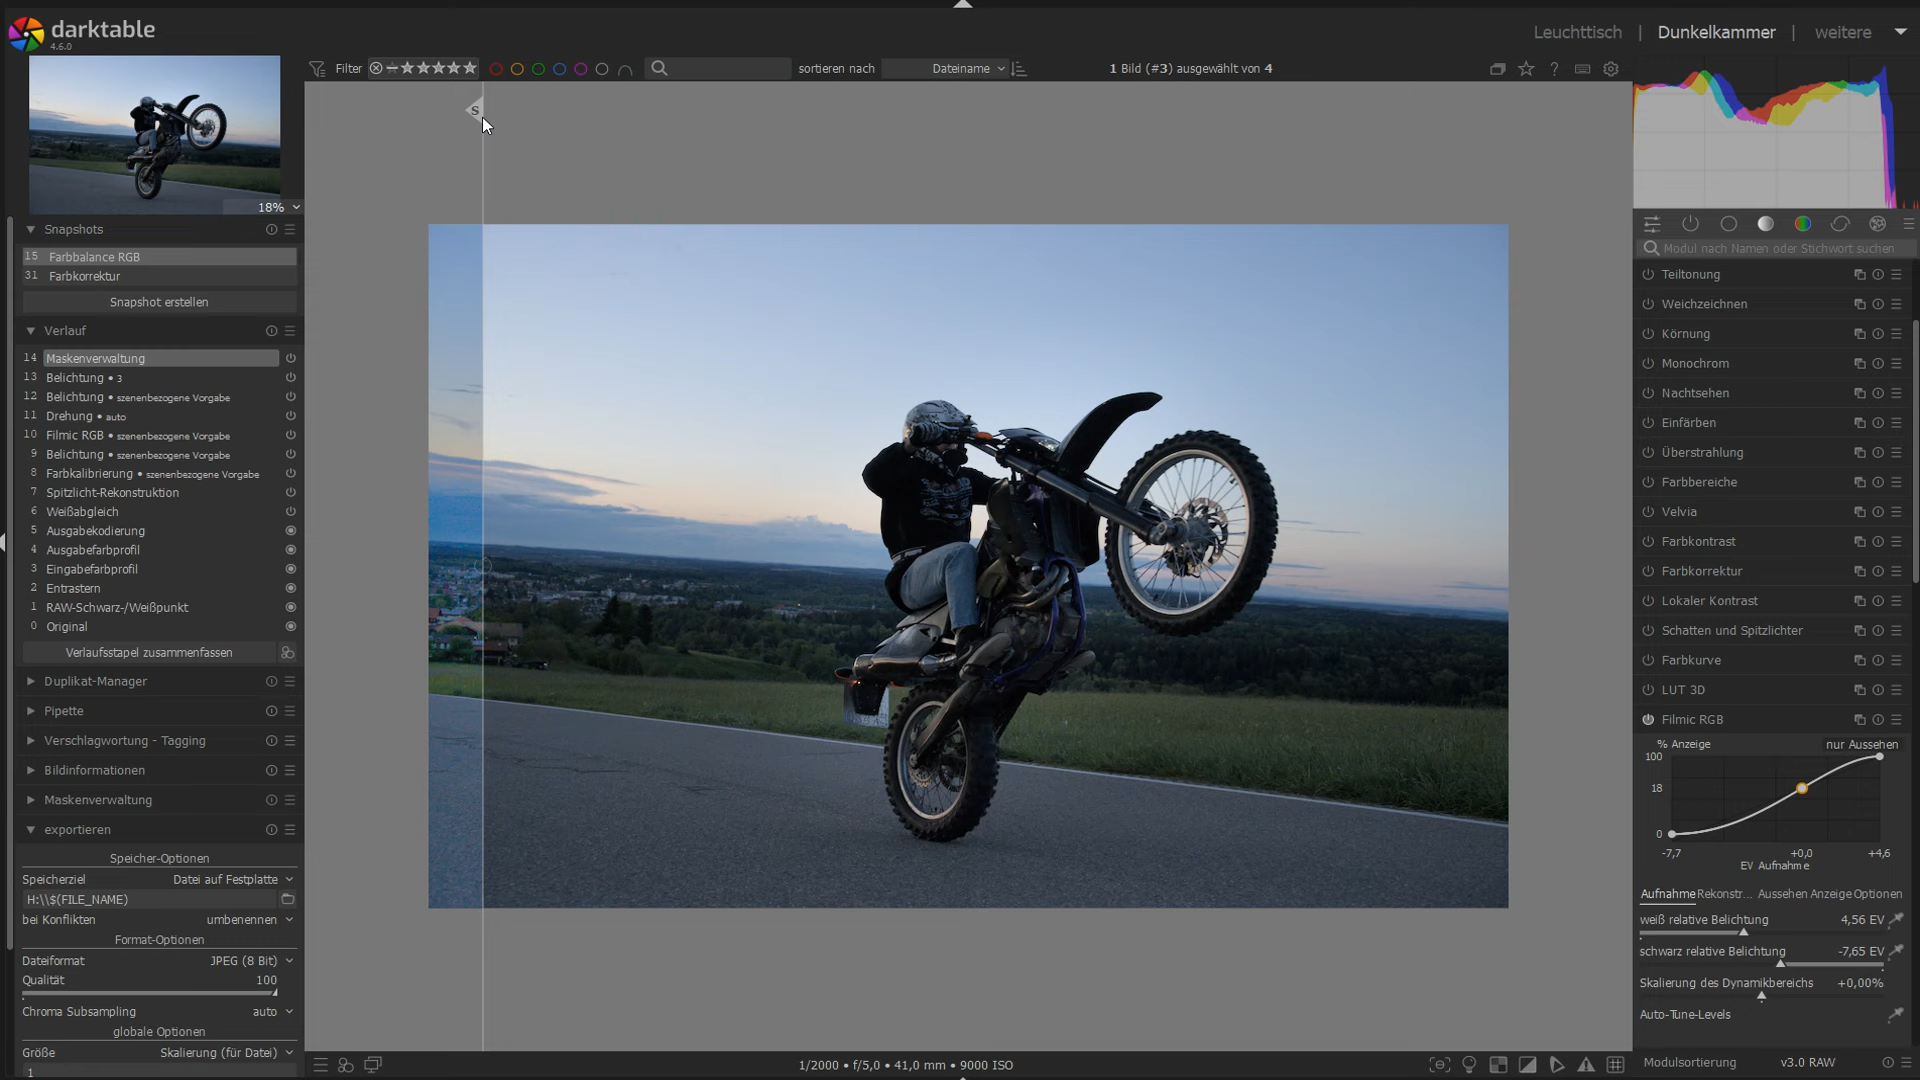 darktable
4.6.0
Leuchttisch | Dunkelkammer | weitere
Filter
sortieren nach Dateiname
1 Bild (#3) ausgewählt von 4
18%
S
Snapshots
15 Farbbalance RGB
31 Farbkorrektur
Snapshot erstellen
Verlauf
14 Maskenverwaltung
13 Belichtung • 3
12 Belichtung • szenenbezogene Vorgabe
11 Drehung • auto
10 Filmic RGB • szenenbezogene Vorgabe
9 Belichtung • szenenbezogene Vorgabe
8 Farbkalibrierung • szenenbezogene Vorgabe
7 Spitzlicht-Rekonstruktion
6 Weißabgleich
5 Ausgabekodierung
4 Ausgabefarbprofil
3 Eingabefarbprofil
2 Entrastern
1 RAW-Schwarz-/Weißpunkt
0 Original
Verlaufsstapel zusammenfassen
Duplikat-Manager
Pipette
Verschlagwortung - Tagging
Bildinformationen
Maskenverwaltung
exportieren
Speicher-Optionen
Speicherziel Datei auf Festplatte
H:\\$(FILE_NAME)
bei Konflikten umbenennen
Format-Optionen
Dateiformat JPEG (8 Bit)
Qualität 100
Chroma Subsampling auto
globale Optionen
Größe Skalierung (für Datei)
1
1/2000 • f/5,0 • 41,0 mm • 9000 ISO
Modul nach Namen oder Stichwort suchen
Teiltonung
Weichzeichnen
Körnung
Monochrom
Nachtsehen
Einfärben
Überstrahlung
Farbbereiche
Velvia
Farbkontrast
Farbkorrektur
Lokaler Kontrast
Schatten und Spitzlichter
Farbkurve
LUT 3D
Filmic RGB
% Anzeige nur Aussehen
100
18
0
-7,7 +0,0 +4,6
EV Aufnahme
Aufnahme Rekonstr... Aussehen Anzeige Optionen
weiß relative Belichtung 4,56 EV
schwarz relative Belichtung -7,65 EV
Skalierung des Dynamikbereichs +0,00%
Auto-Tune-Levels
Modulsortierung v3.0 RAW